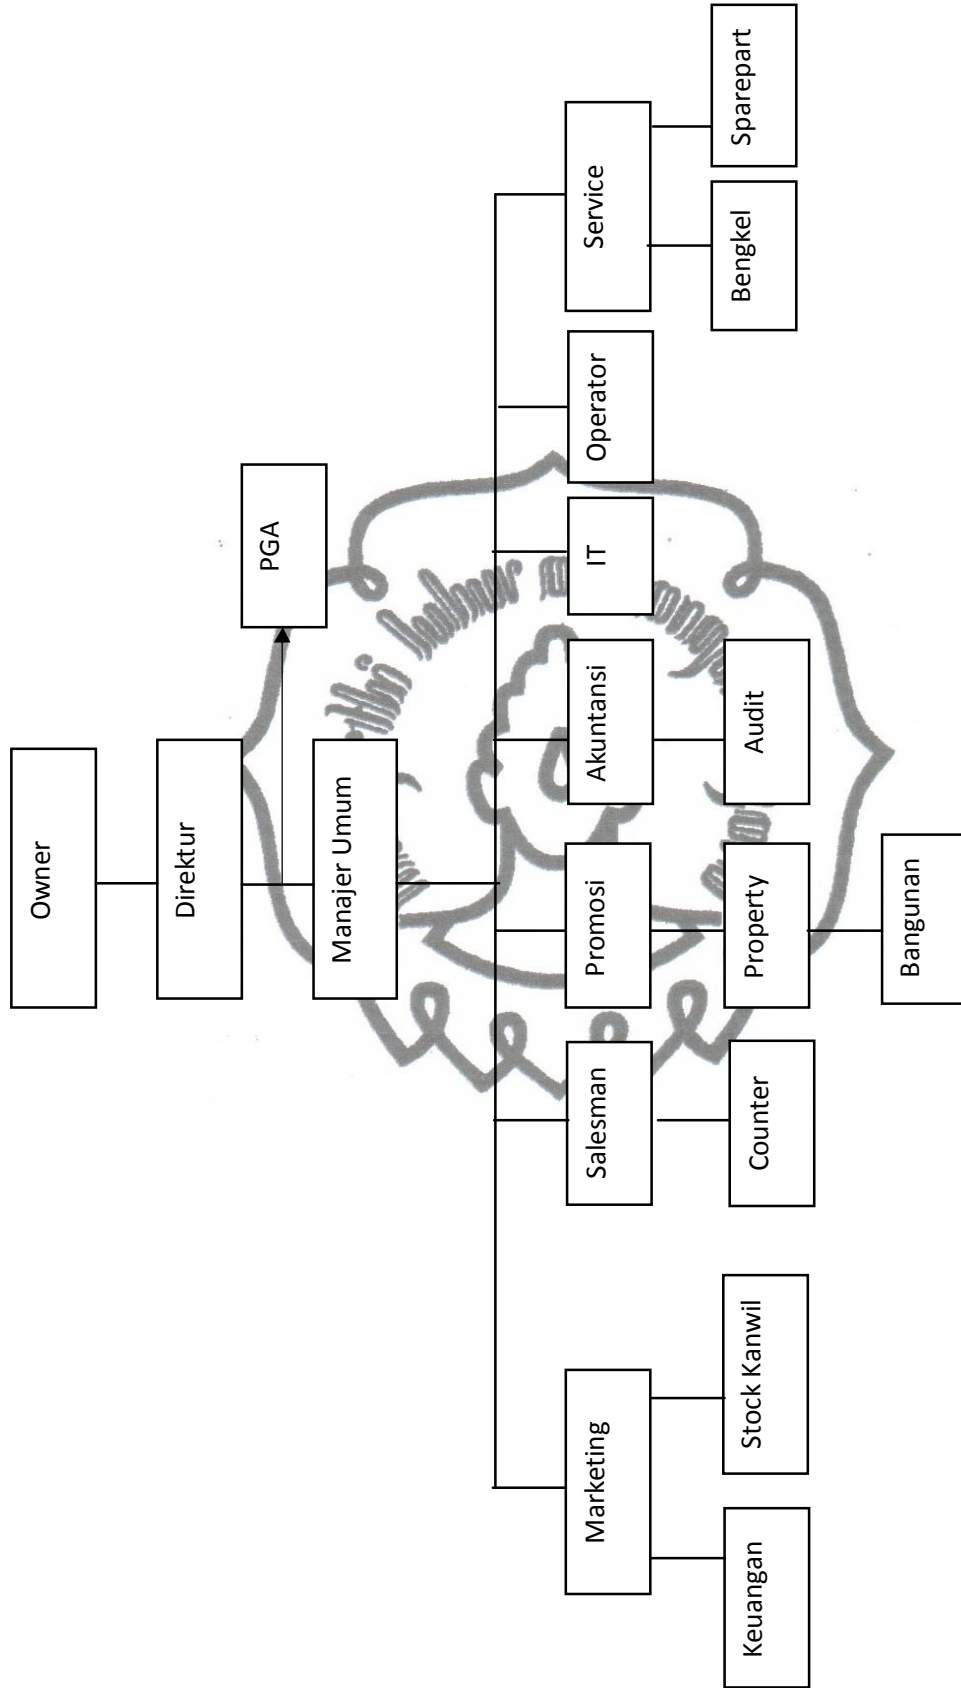 Owner
Direktur
PGA
Manajer Umum
Marketing
Salesman
Promosi
Akuntansi
IT
Operator
Service
Keuangan
Stock Kanwil
Counter
Property
Audit
Bengkel
Sparepart
Bangunan